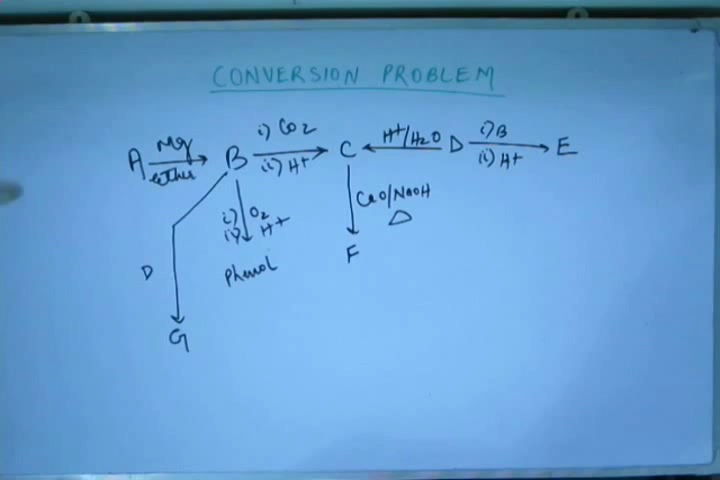 CONVERSION PROBLEM
A Mg ether B i) CO2 ii) H+ C H+/H2O D i) B ii) H+ E
i) O2 ii) H+ Phenol
CaO/NaOH Δ F
D G